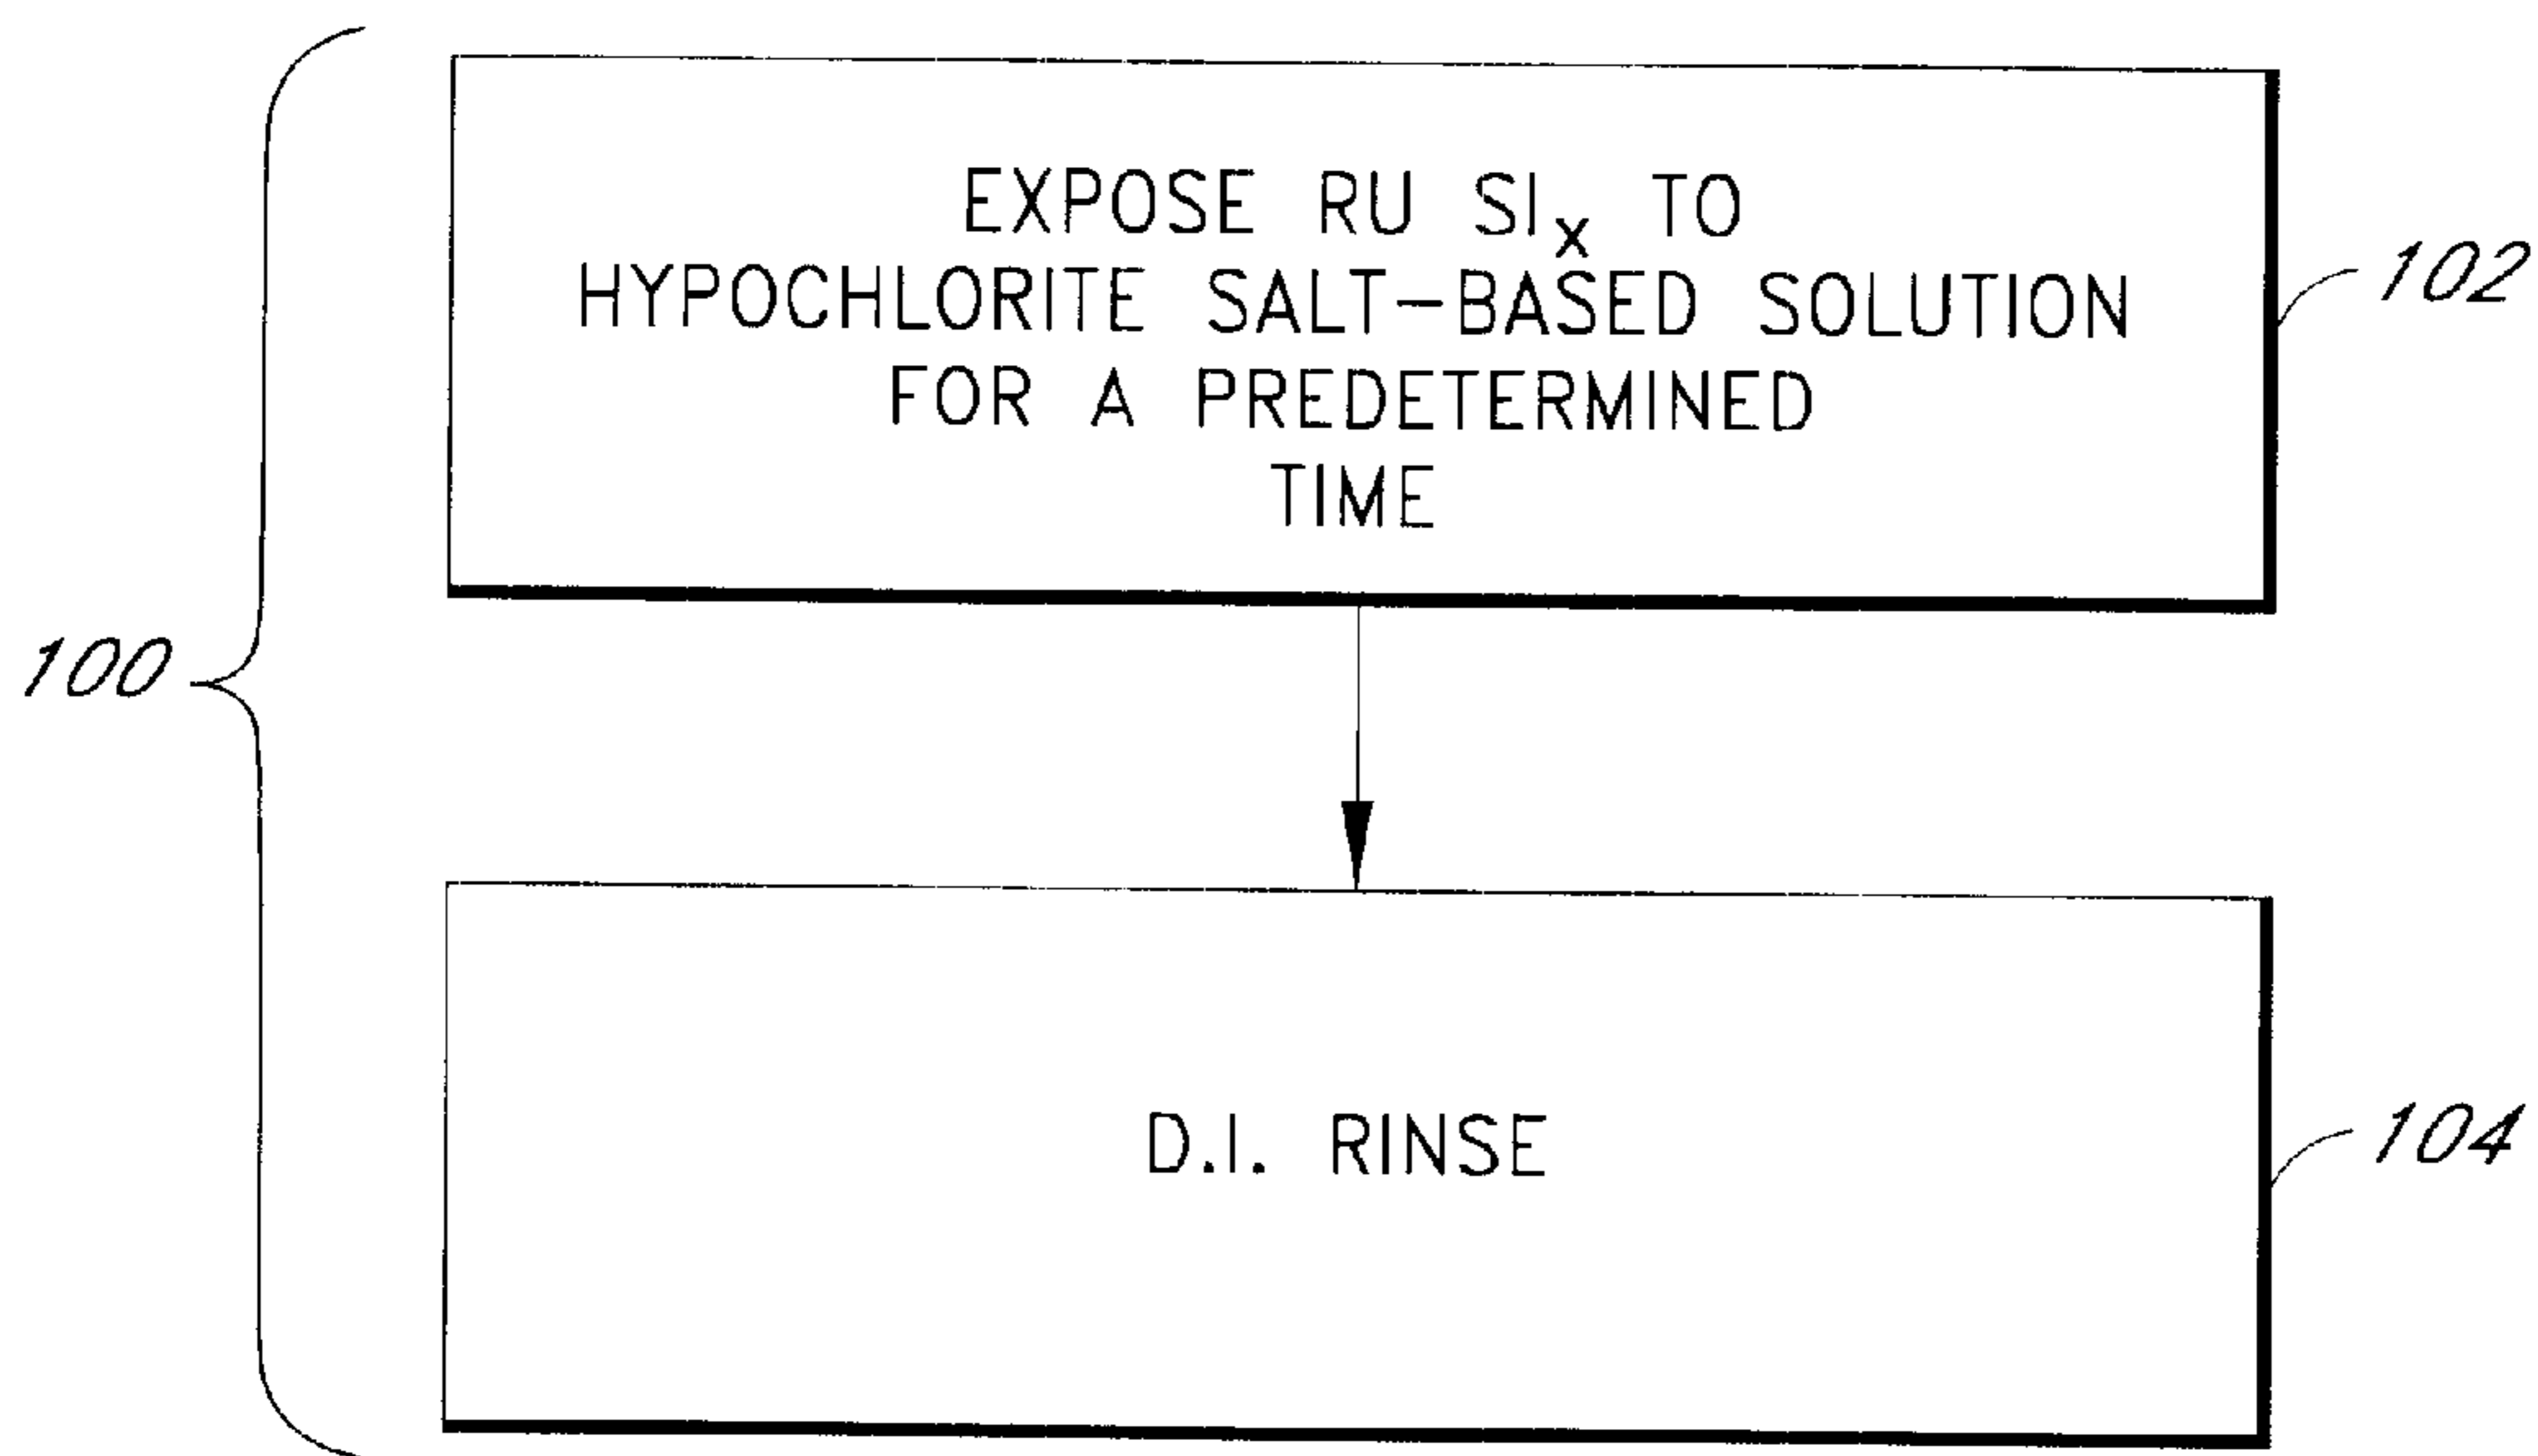 EXPOSE RU SIx TO
HYPOCHLORITE SALT-BASED SOLUTION
FOR A PREDETERMINED
TIME
102
100
D.I. RINSE
104